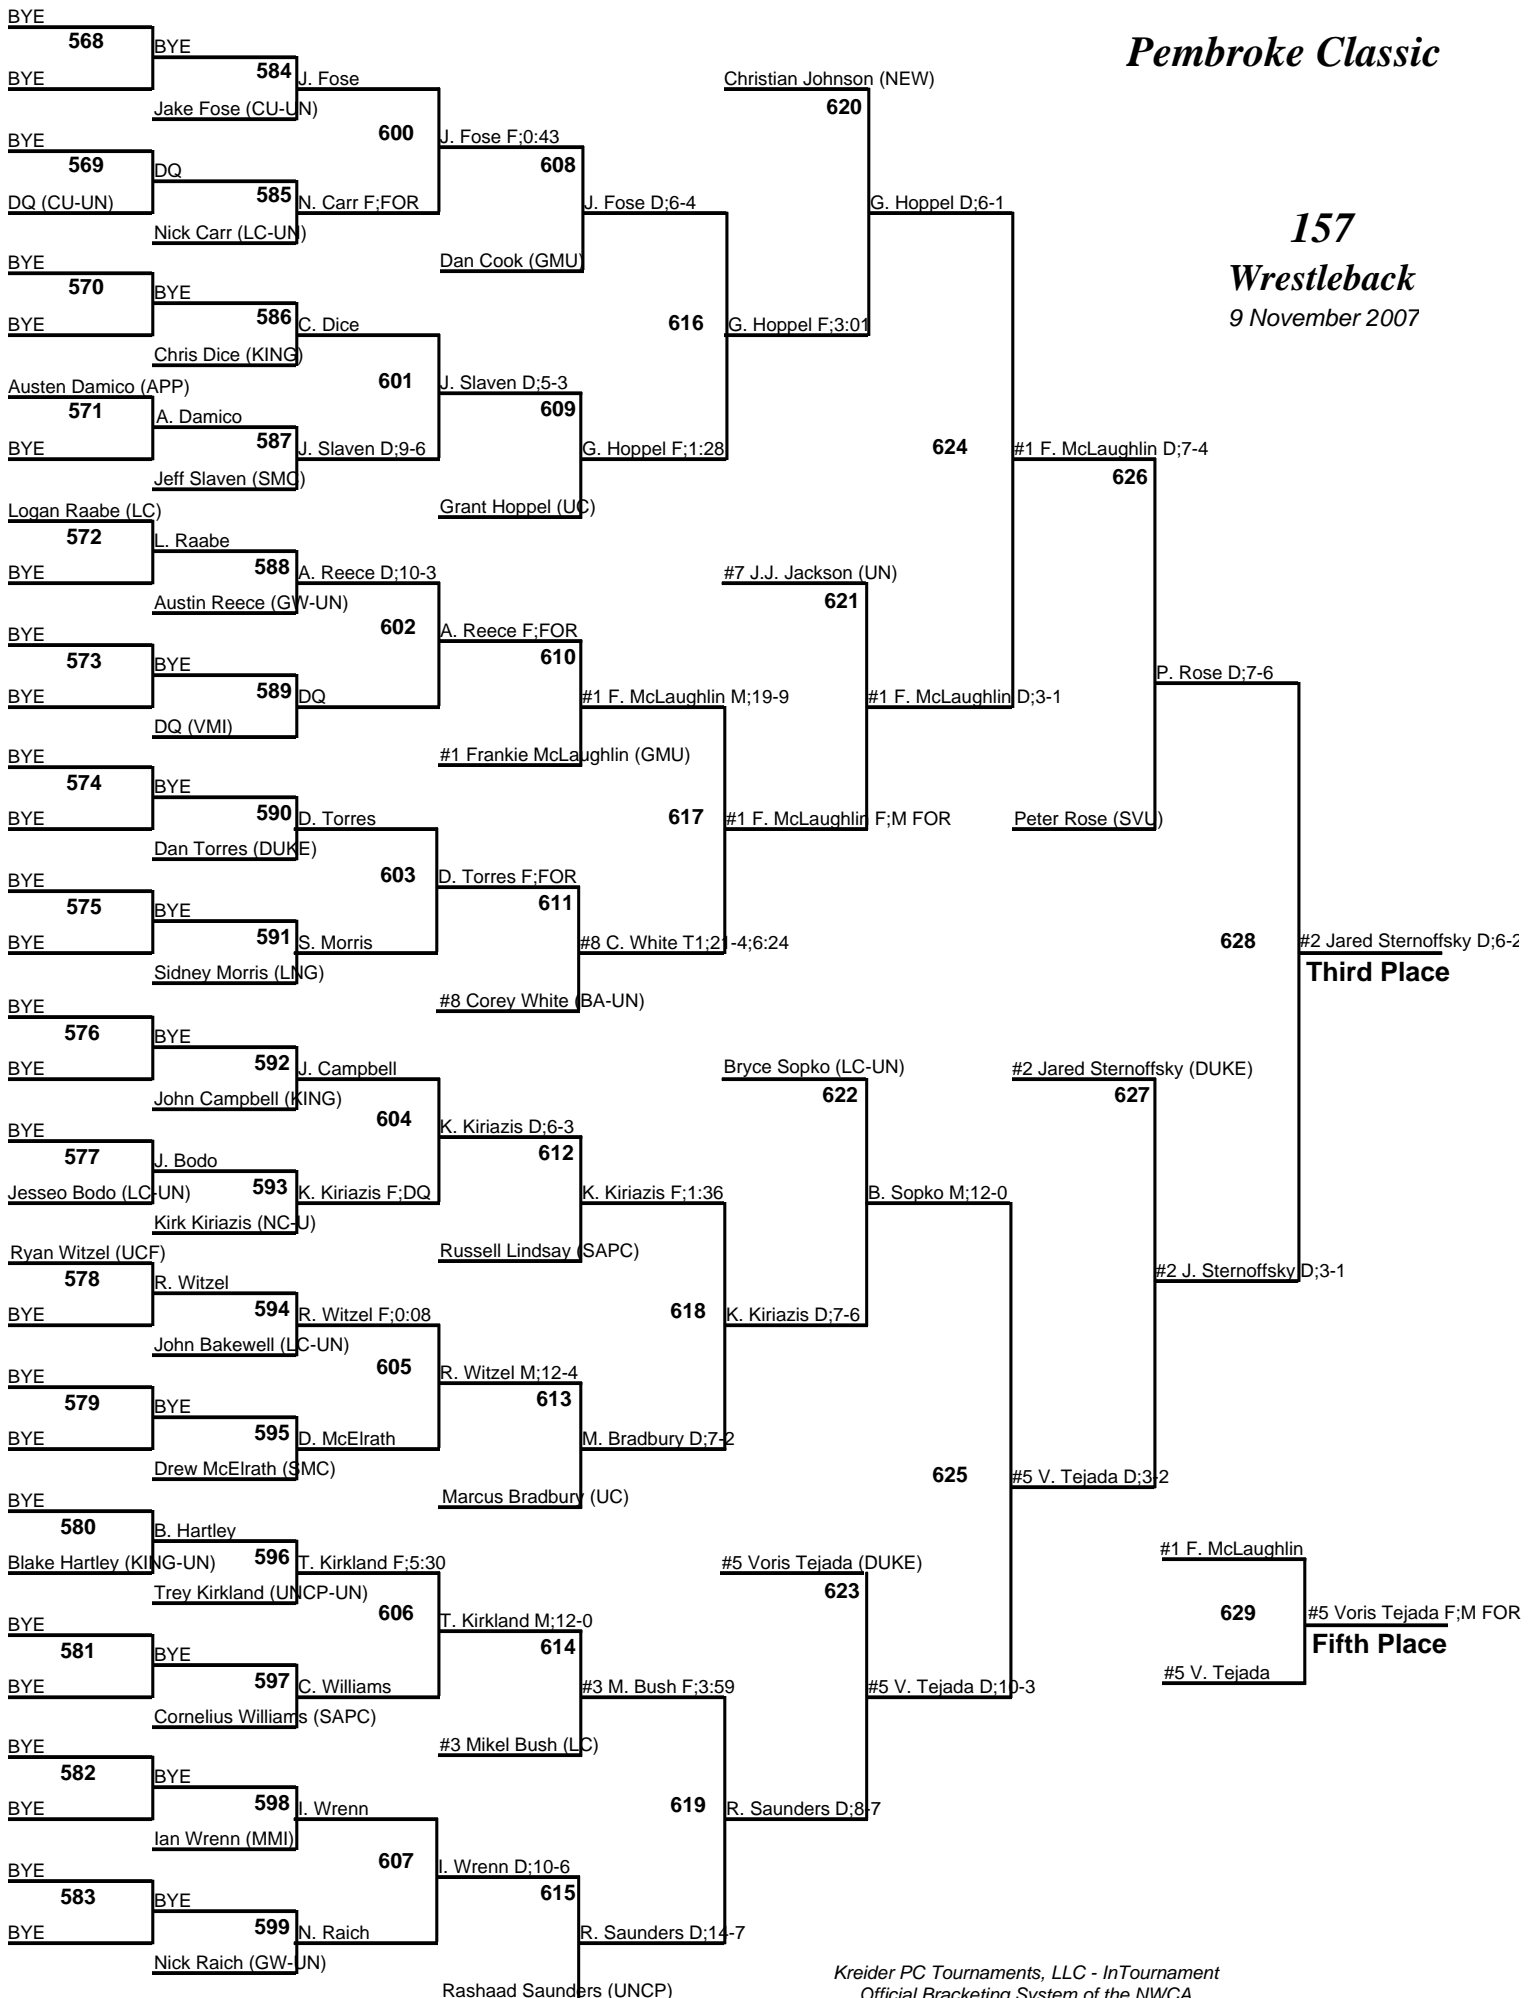 Pembroke Classic
157
Wrestleback
9 November 2007
BYE
568
BYE
BYE
584
Jake Fose (CU-UN)
J. Fose
600
BYE
569
DQ (CU-UN)
DQ
585
Nick Carr (LC-UN)
N. Carr F;FOR
J. Fose F;0:43
608
Dan Cook (GMU)
J. Fose D;6-4
BYE
570
BYE
BYE
586
Chris Dice (KING)
C. Dice
601
Austen Damico (APP)
571
BYE
A. Damico
587
Jeff Slaven (SMC)
J. Slaven D;9-6
J. Slaven D;5-3
609
Grant Hoppel (UC)
G. Hoppel F;1:28
616
G. Hoppel F;3:01
Christian Johnson (NEW)
620
G. Hoppel D;6-1
Logan Raabe (LC)
572
BYE
L. Raabe
588
Austin Reece (GW-UN)
A. Reece D;10-3
602
BYE
573
BYE
BYE
589
DQ (VMI)
DQ
A. Reece F;FOR
610
#1 Frankie McLaughlin (GMU)
#1 F. McLaughlin M;19-9
BYE
574
BYE
BYE
590
Dan Torres (DUKE)
D. Torres
603
BYE
575
BYE
BYE
591
Sidney Morris (LNG)
S. Morris
D. Torres F;FOR
611
#8 Corey White (BA-UN)
#8 C. White T1;21-4;6:24
617
#1 F. McLaughlin F;M FOR
#7 J.J. Jackson (UN)
621
#1 F. McLaughlin D;3-1
624
#1 F. McLaughlin D;7-4
626
Peter Rose (SVU)
P. Rose D;7-6
BYE
576
BYE
BYE
592
John Campbell (KING)
J. Campbell
604
BYE
577
Jesseo Bodo (LC-UN)
J. Bodo
593
Kirk Kiriazis (NC-U)
K. Kiriazis F;DQ
K. Kiriazis D;6-3
612
Russell Lindsay (SAPC)
K. Kiriazis F;1:36
Ryan Witzel (UCF)
578
BYE
R. Witzel
594
John Bakewell (LC-UN)
R. Witzel F;0:08
605
BYE
579
BYE
BYE
595
Drew McElrath (SMC)
D. McElrath
R. Witzel M;12-4
613
Marcus Bradbury (UC)
M. Bradbury D;7-2
618
K. Kiriazis D;7-6
Bryce Sopko (LC-UN)
622
B. Sopko M;12-0
BYE
580
Blake Hartley (KING-UN)
B. Hartley
596
Trey Kirkland (UNCP-UN)
T. Kirkland F;5:30
606
BYE
581
BYE
BYE
597
Cornelius Williams (SAPC)
C. Williams
T. Kirkland M;12-0
614
#3 Mikel Bush (LC)
#3 M. Bush F;3:59
BYE
582
BYE
BYE
598
Ian Wrenn (MMI)
I. Wrenn
607
BYE
583
BYE
BYE
599
Nick Raich (GW-UN)
N. Raich
I. Wrenn D;10-6
615
Rashaad Saunders (UNCP)
R. Saunders D;14-7
619
R. Saunders D;8-7
#5 Voris Tejada (DUKE)
623
#5 V. Tejada D;10-3
625
#5 V. Tejada D;3-2
#2 Jared Sternoffsky (DUKE)
627
#2 J. Sternoffsky D;3-1
628
#2 Jared Sternoffsky D;6-2
Third Place
#1 F. McLaughlin
629
#5 V. Tejada
#5 Voris Tejada F;M FOR
Fifth Place
Kreider PC Tournaments, LLC - InTournament
Official Bracketing System of the NWCA